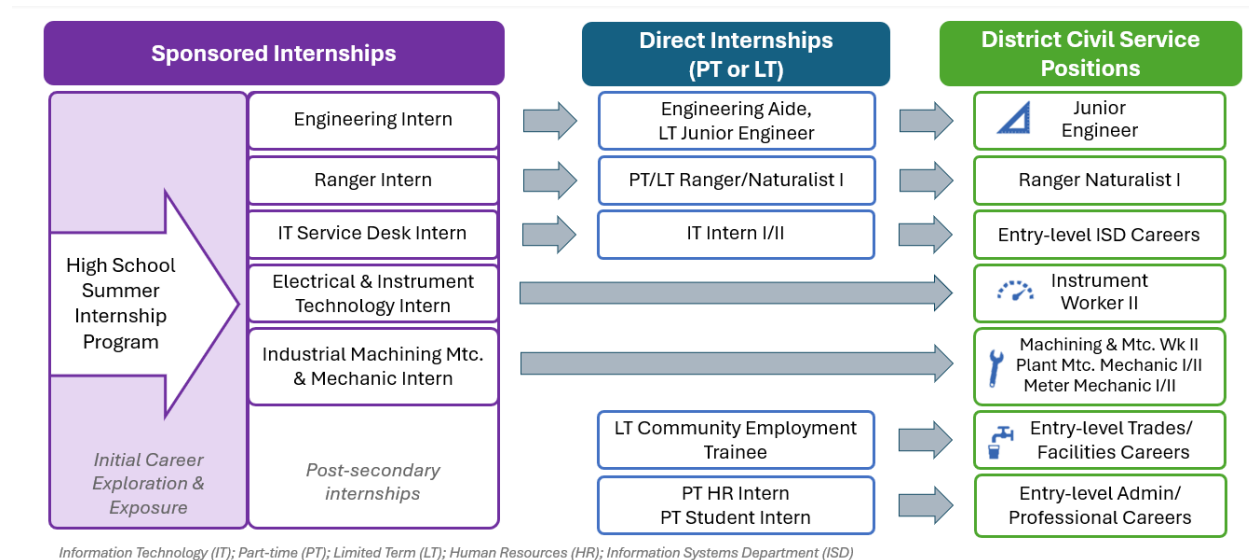 Sponsored Internships
Direct Internships
(PT or LT)
District Civil Service
Positions
High School
Summer
Internship
Program
Initial Career
Exploration &
Exposure
Engineering Intern
Engineering Aide,
LT Junior Engineer
Junior
Engineer
Ranger Intern
PT/LT Ranger/Naturalist I
Ranger Naturalist I
IT Service Desk Intern
IT Intern I/II
Entry-level ISD Careers
Electrical & Instrument
Technology Intern
Instrument
Worker II
Industrial Machining Mtc.
& Mechanic Intern
Machining & Mtc. Wk II
Plant Mtc. Mechanic I/II
Meter Mechanic I/II
Post-secondary
internships
LT Community Employment
Trainee
Entry-level Trades/
Facilities Careers
PT HR Intern
PT Student Intern
Entry-level Admin/
Professional Careers
Information Technology (IT); Part-time (PT); Limited Term (LT); Human Resources (HR); Information Systems Department (ISD)